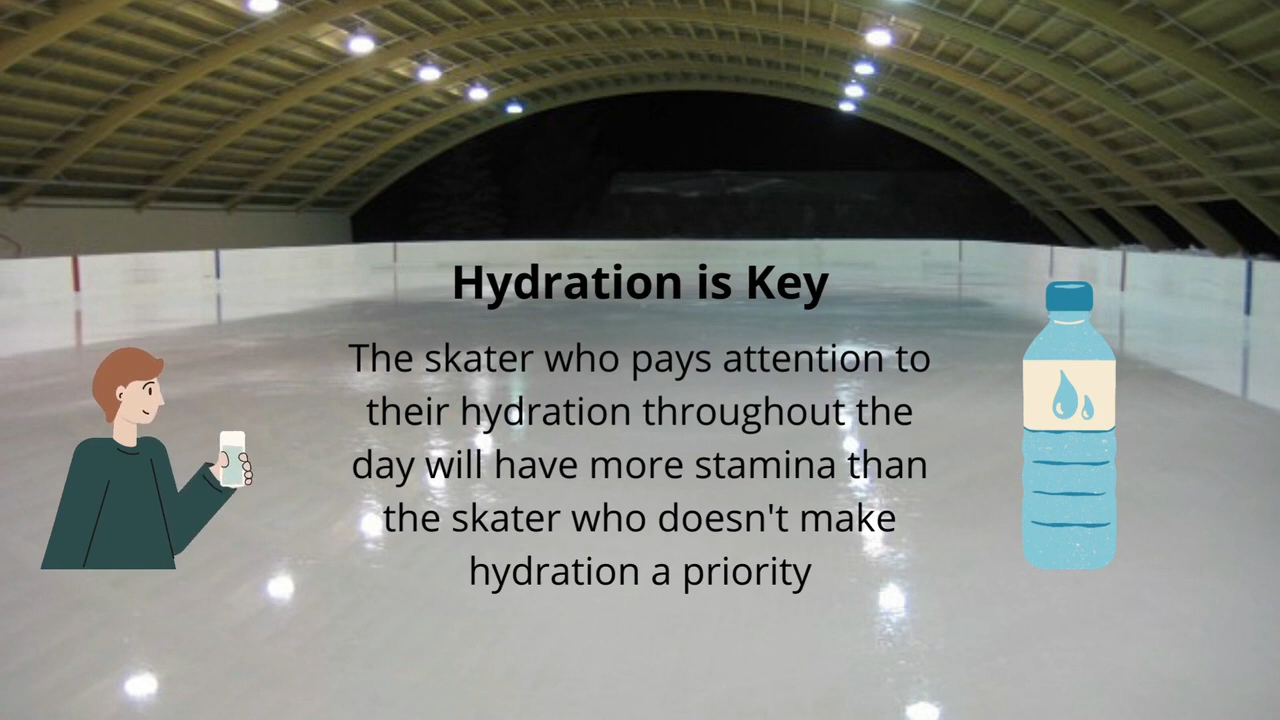 Hydration is Key
The skater who pays attention to
their hydration throughout the
day will have more stamina than
the skater who doesn't make
hydration a priority